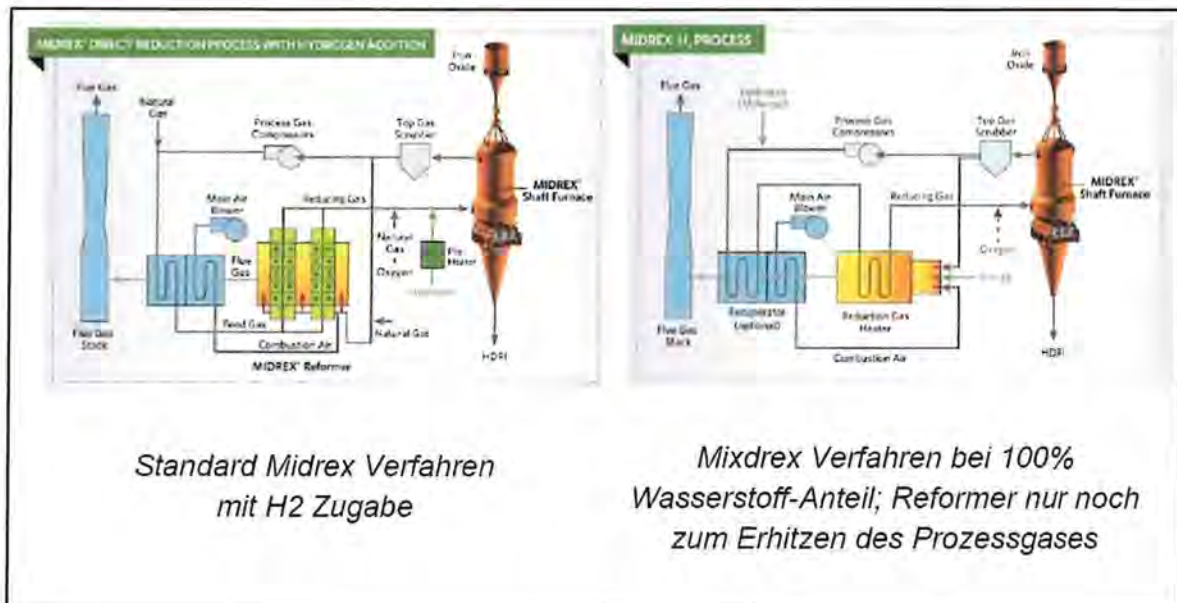 MIDREX® DIRECT REDUCTION PROCESS WITH HYDROGEN ADDITION
Iron
Oxide
Flue Gas
Natural
Gas
Process Gas
Compressors
Top Gas
Scrubber
MIDREX®
Shaft Furnace
Main Air
Blower
Reducing Gas
Natural
Gas
+
Oxygen
Pre
Heater
Flue
Gas
Feed Gas
Combustion Air
Natural Gas
Flue Gas
Stack
MIDREX® Reformer
HDRI
MIDREX H₂ PROCESS
Iron
Oxide
Flue Gas
Process Gas
Compressors
Top Gas
Scrubber
MIDREX®
Shaft Furnace
Main Air
Blower
Reducing Gas
Oxygen
Recuperator
(optional)
Reduction Gas
Heater
Flue Gas
Stack
Combustion Air
HDRI
Standard Midrex Verfahren
mit H2 Zugabe
Mixdrex Verfahren bei 100%
Wasserstoff-Anteil; Reformer nur noch
zum Erhitzen des Prozessgases